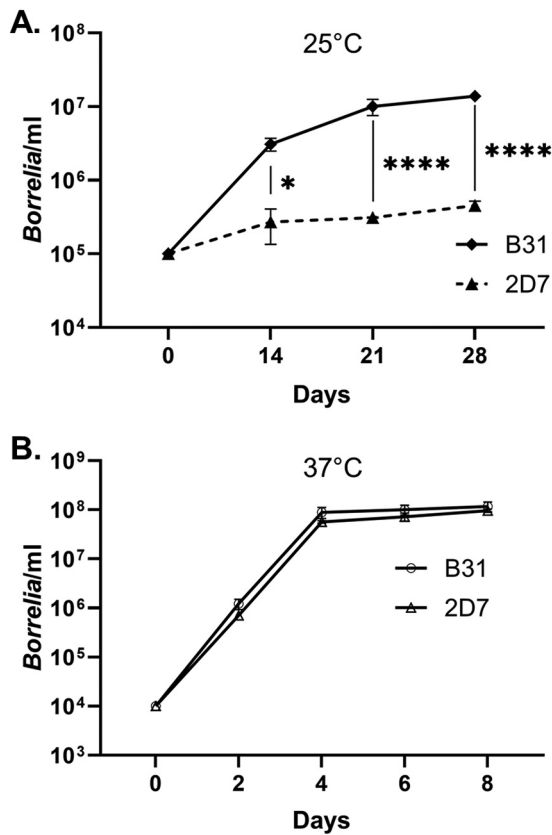 A.
25°C
10⁸
10⁷
10⁶
10⁵
10⁴
Borrelia/ml
*
****
****
B31
2D7
0 14 21 28
Days
B.
37°C
10⁹
10⁸
10⁷
10⁶
10⁵
10⁴
10³
Borrelia/ml
B31
2D7
0 2 4 6 8
Days